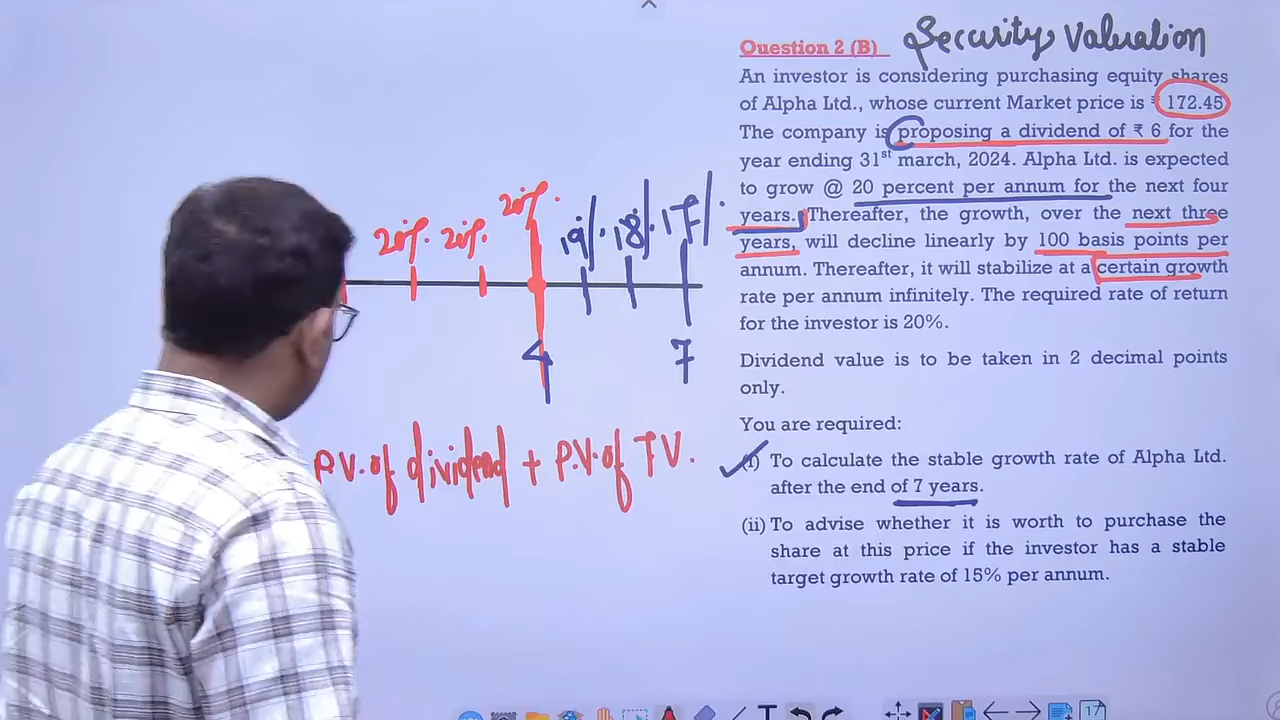 Question 2 (B) Security Valuation
An investor is considering purchasing equity shares
of Alpha Ltd., whose current Market price is ₹ 172.45
The company is proposing a dividend of ₹ 6 for the
year ending 31st march, 2024. Alpha Ltd. is expected
to grow @ 20 percent per annum for the next four
years. Thereafter, the growth, over the next three
years, will decline linearly by 100 basis points per
annum. Thereafter, it will stabilize at a certain growth
rate per annum infinitely. The required rate of return
for the investor is 20%.
Dividend value is to be taken in 2 decimal points
only.
You are required:
(i) To calculate the stable growth rate of Alpha Ltd.
after the end of 7 years.
(ii) To advise whether it is worth to purchase the
share at this price if the investor has a stable
target growth rate of 15% per annum.
20%. 20%. 20%. 19%. 18%. 17%.
4 7
P.V. of dividend + P.V. of TV.
17